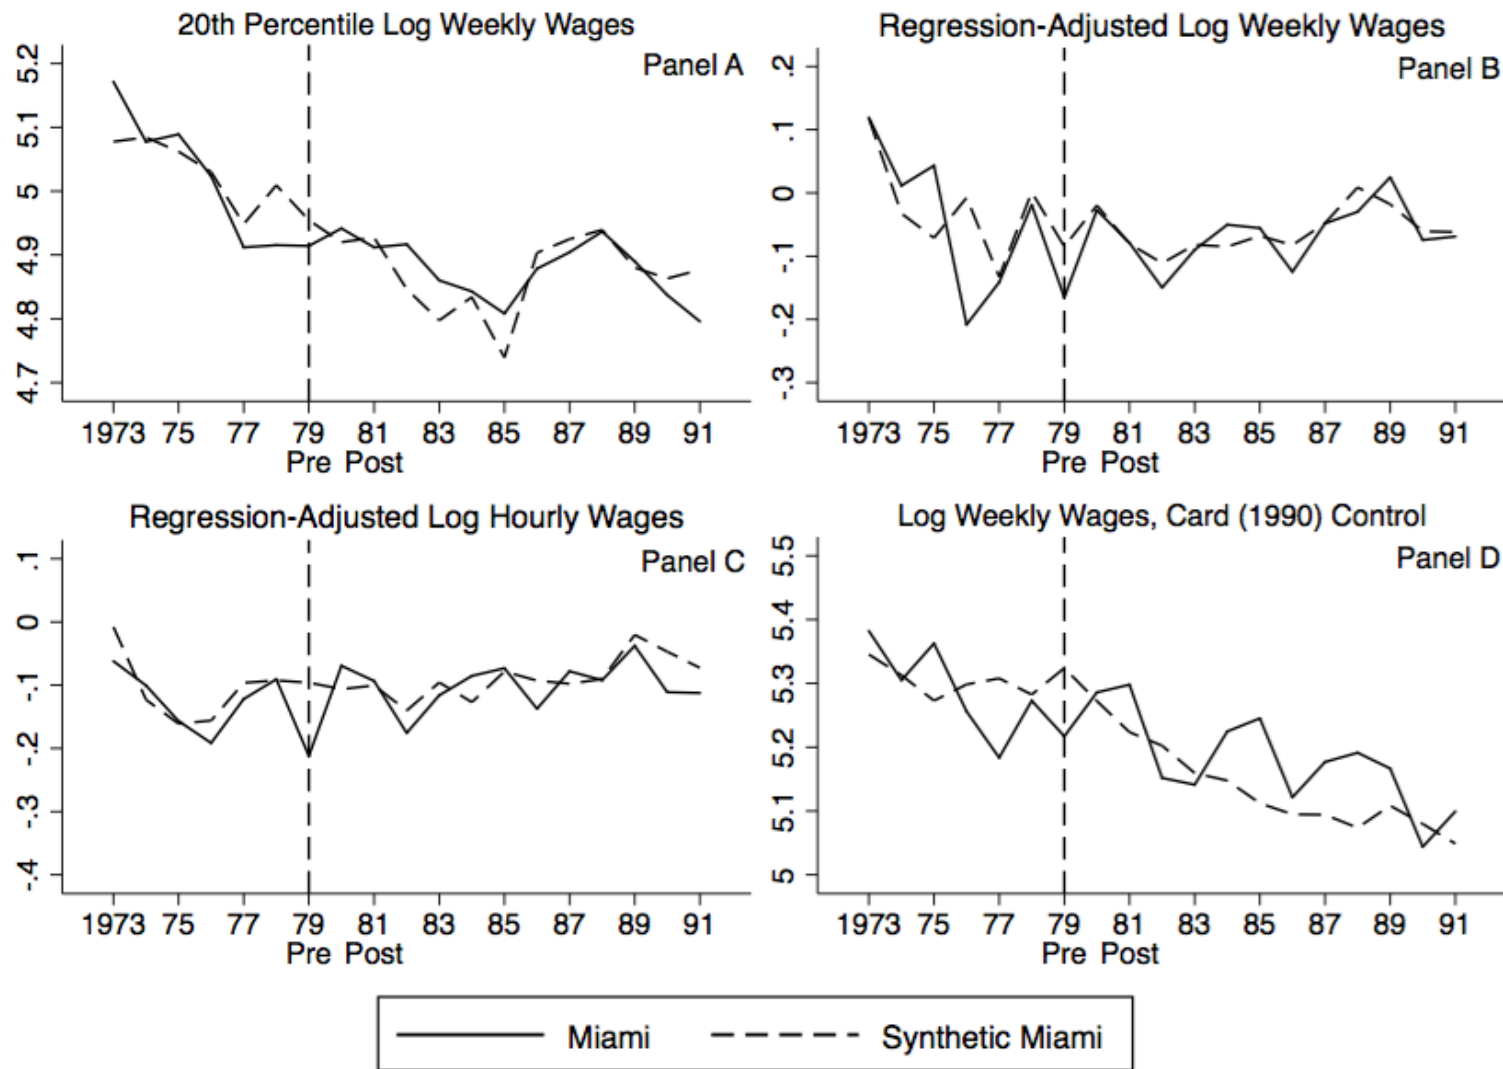 20th Percentile Log Weekly Wages
Panel A
5.2
5.1
5
4.9
4.8
4.7
1973 75 77 79 81 83 85 87 89 91
Pre Post
Regression-Adjusted Log Weekly Wages
Panel B
.2
.1
0
-.1
-.2
-.3
1973 75 77 79 81 83 85 87 89 91
Pre Post
Regression-Adjusted Log Hourly Wages
Panel C
.1
0
-.1
-.2
-.3
-.4
1973 75 77 79 81 83 85 87 89 91
Pre Post
Log Weekly Wages, Card (1990) Control
Panel D
5.5
5.4
5.3
5.2
5.1
5
1973 75 77 79 81 83 85 87 89 91
Pre Post
Miami
Synthetic Miami